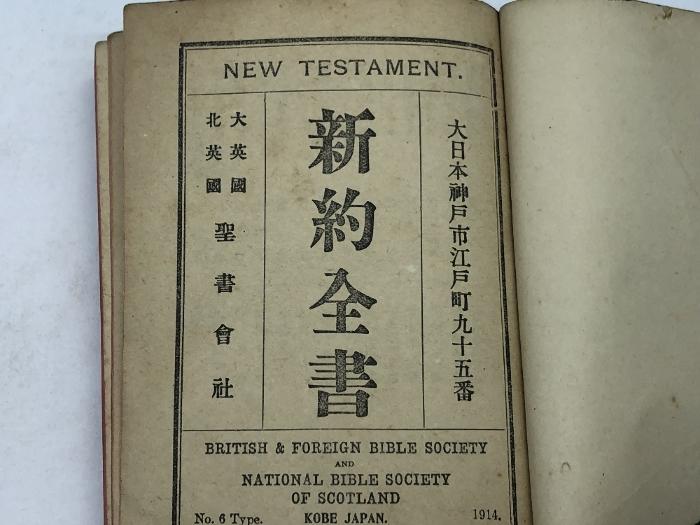 NEW TESTAMENT.
大日本神戸市江戸町九十五番
新約全書
大英國
北英國
聖書會社
BRITISH & FOREIGN BIBLE SOCIETY
AND
NATIONAL BIBLE SOCIETY
OF SCOTLAND
No. 6 Type. KOBE JAPAN. 1914.